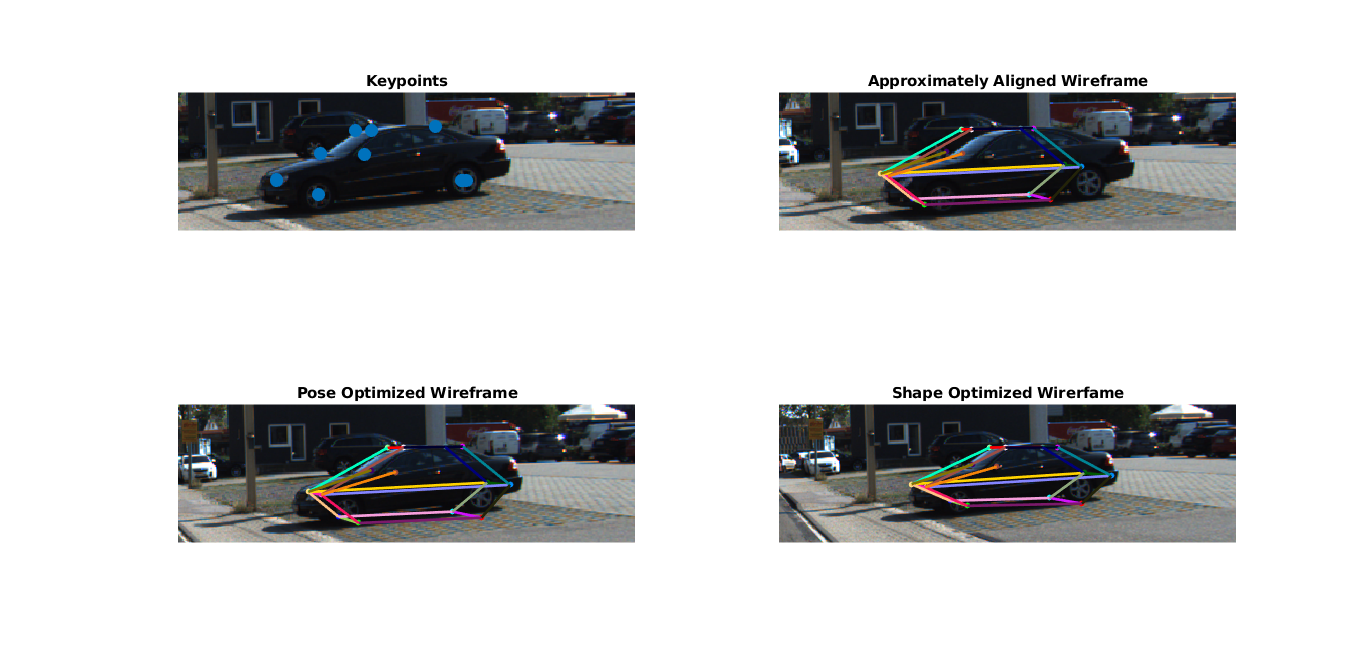 Keypoints
Approximately Aligned Wireframe
Pose Optimized Wireframe
Shape Optimized Wirerfame